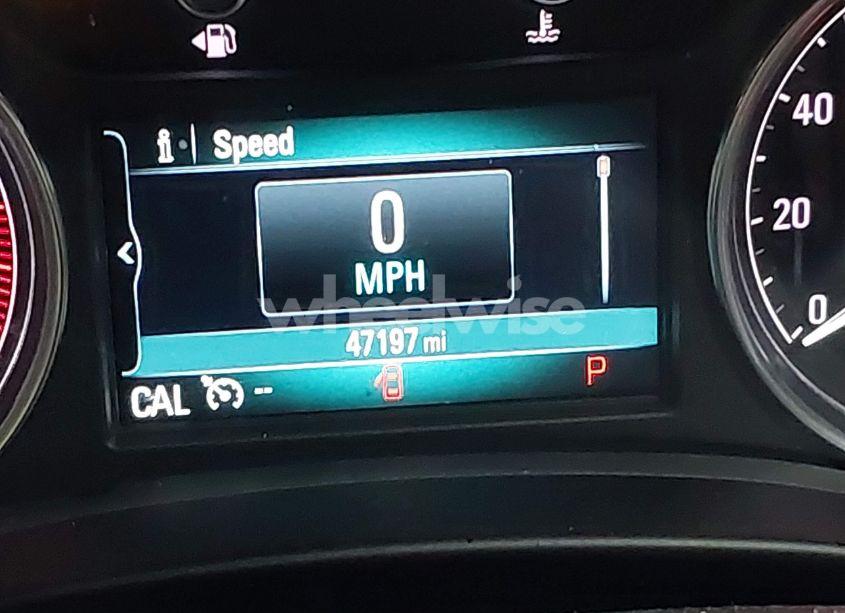 Speed
0
MPH
wheelwise
47197 mi
CAL --
P
40
20
0